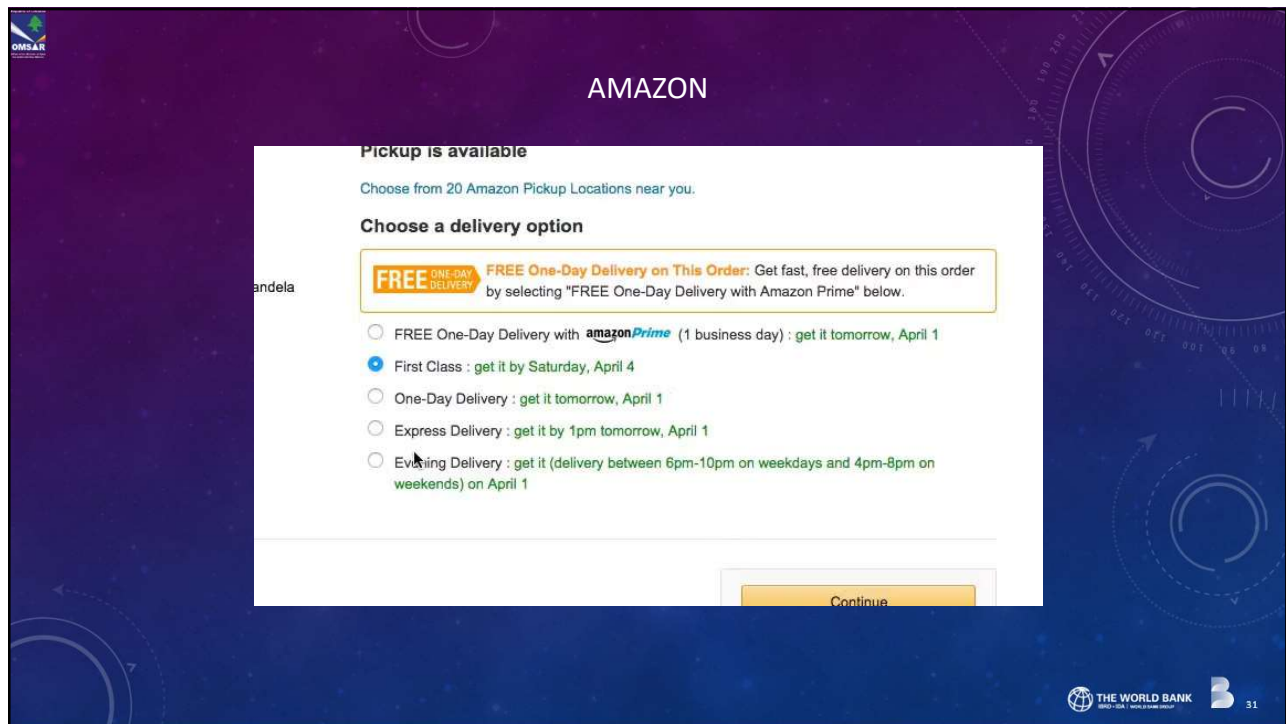 OMSAR
AMAZON
Pickup is available
Choose from 20 Amazon Pickup Locations near you.
Choose a delivery option
FREE ONE-DAY DELIVERY
FREE One-Day Delivery on This Order: Get fast, free delivery on this order
by selecting "FREE One-Day Delivery with Amazon Prime" below.
andela
FREE One-Day Delivery with amazonPrime (1 business day) : get it tomorrow, April 1
First Class : get it by Saturday, April 4
One-Day Delivery : get it tomorrow, April 1
Express Delivery : get it by 1pm tomorrow, April 1
Evening Delivery : get it (delivery between 6pm-10pm on weekdays and 4pm-8pm on
weekends) on April 1
Continue
THE WORLD BANK
IBRD • IDA | WORLD BANK GROUP
31